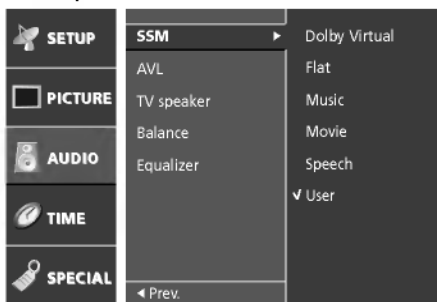 SETUP
PICTURE
AUDIO
TIME
SPECIAL
SSM
AVL
TV speaker
Balance
Equalizer
Prev.
Dolby Virtual
Flat
Music
Movie
Speech
User